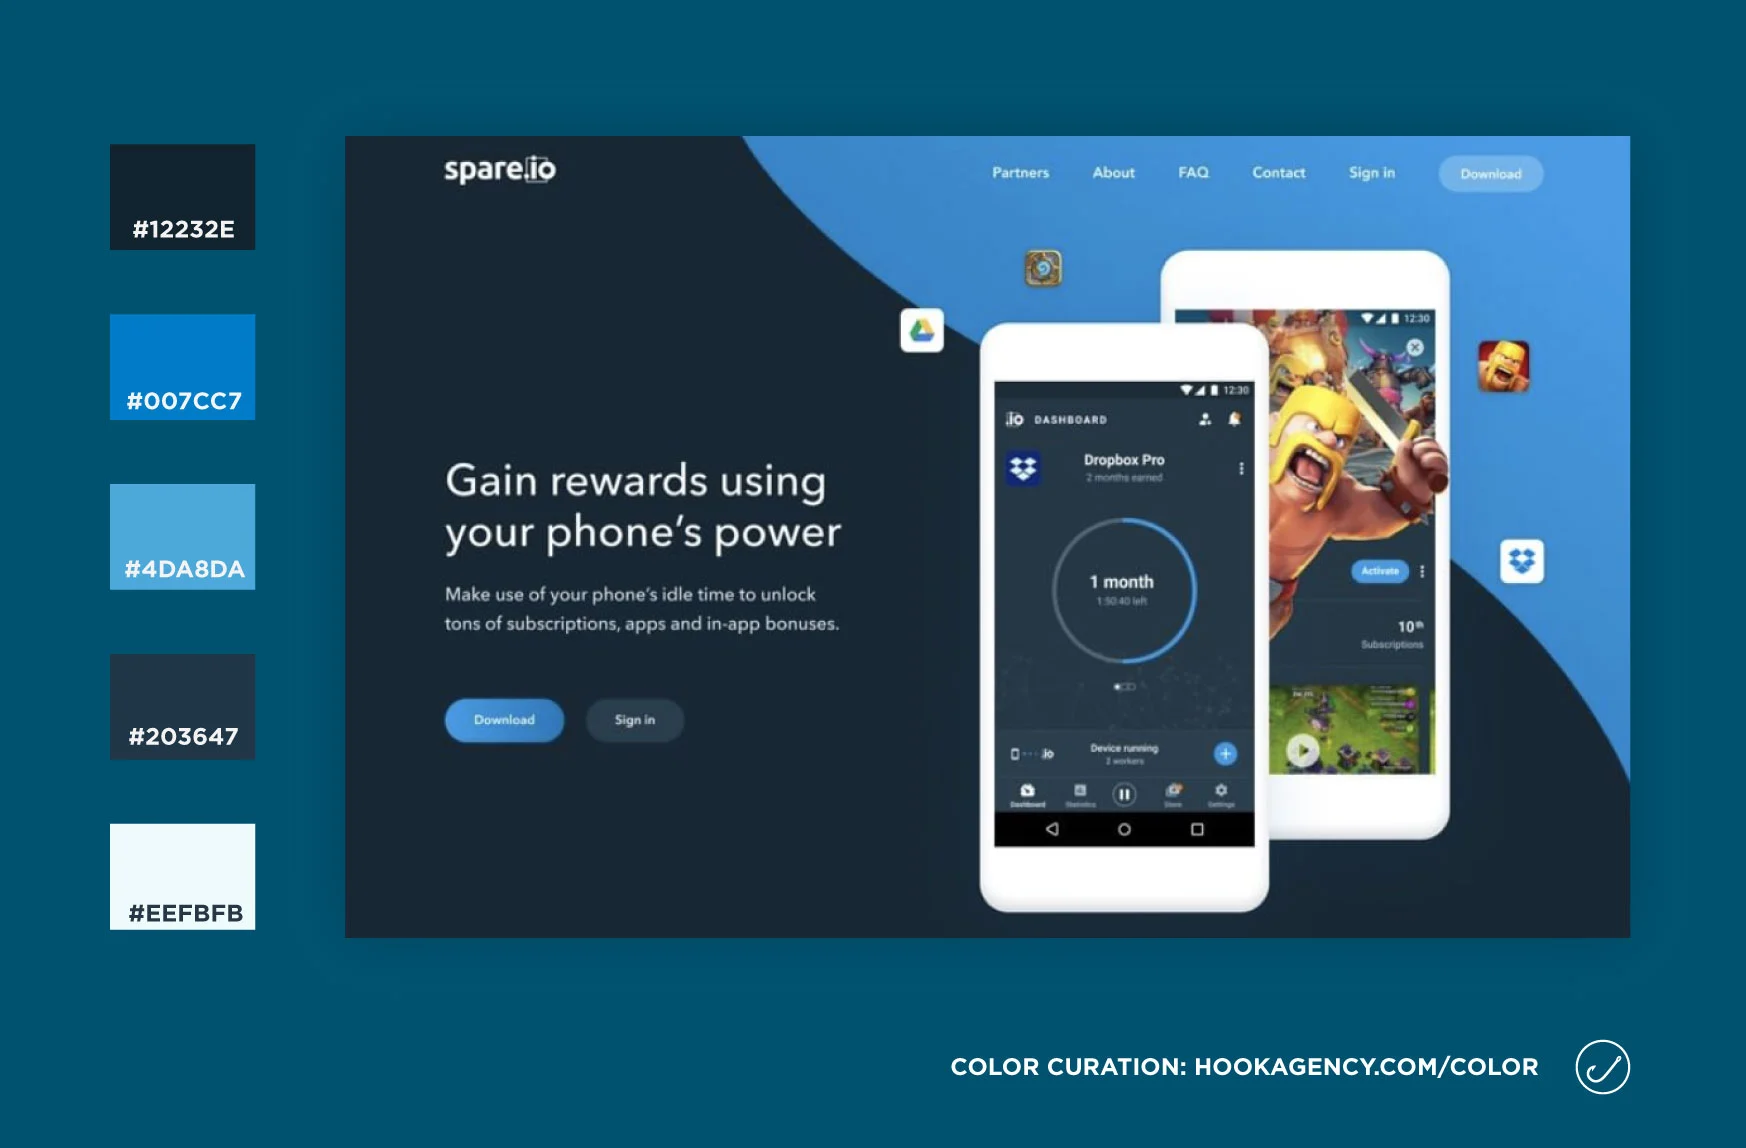 #12232E
#007CC7
#4DA8DA
#203647
#EEFBFB
spare.io
Partners About FAQ Contact Sign in Download
Gain rewards using
your phone’s power
Make use of your phone’s idle time to unlock
tons of subscriptions, apps and in-app bonuses.
Download Sign in
12:30
.io DASHBOARD
Dropbox Pro
2 months earned
1 month
1:50:40 left
Device running
.io
2 workers
Dashboard Statistics Store Settings
12:30
Activate
10th
Subscriptions
COLOR CURATION: HOOKAGENCY.COM/COLOR